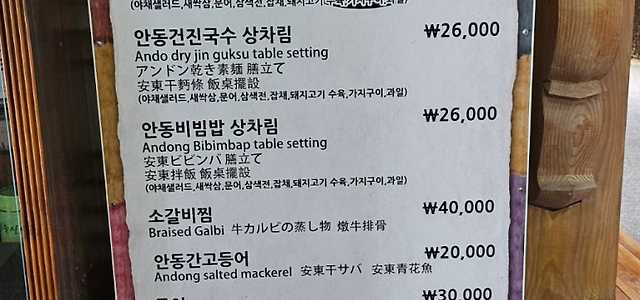 (야채샐러드,새싹삼,문어,삼색전,잡채,돼지고기
안동건진국수 상차림 ₩26,000
Ando dry jin guksu table setting
アンドン乾き素麺 膳立て
安東干麵條 飯桌擺設
(야채샐러드,새싹삼,문어,삼색전,잡채,돼지고기 수육,가지구이,과일)
안동비빔밥 상차림 ₩26,000
Andong Bibimbap table setting
安東ビビンバ 膳立て
安東拌飯 飯桌擺設
(야채샐러드,새싹삼,문어,삼색전,잡채,돼지고기 수육,가지구이,과일)
소갈비찜 ₩40,000
Braised Galbi 牛カルビの蒸し物 燉牛排骨
안동간고등어 ₩20,000
Andong salted mackerel 安東干サバ 安東青花魚
₩30,000